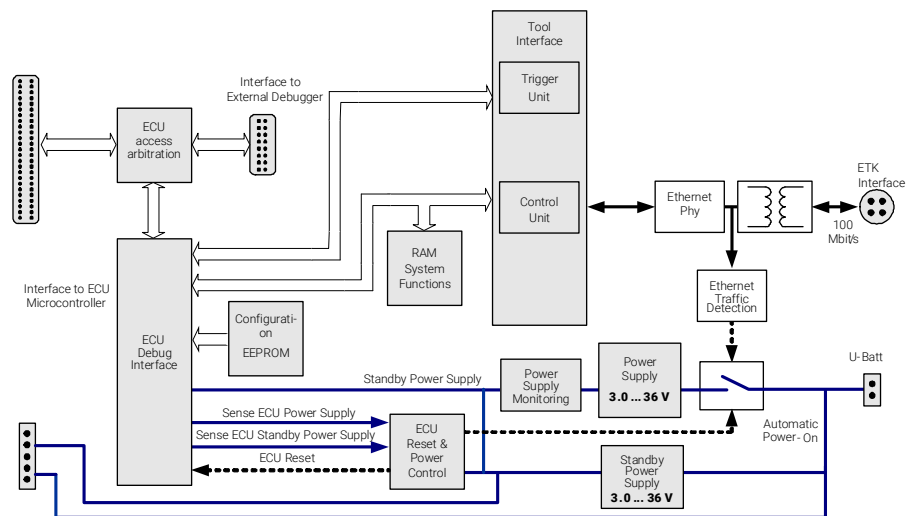 Tool
Interface
Trigger
Unit
Interface to
External Debugger
ECU
access
arbitration
Control
Unit
Ethernet
Phy
ETK
Interface
100
Mbit/s
RAM
System
Functions
Ethernet
Traffic
Detection
Interface to ECU
Microcontroller
Configurati-
on
EEPROM
ECU
Debug
Interface
Standby Power Supply
Power
Supply
Monitoring
Power
Supply
3.0 ... 36 V
U-Batt
Sense ECU Power Supply
Sense ECU Standby Power Supply
ECU Reset
ECU
Reset &
Power
Control
Automatic
Power- On
Standby
Power
Supply
3.0 ... 36 V